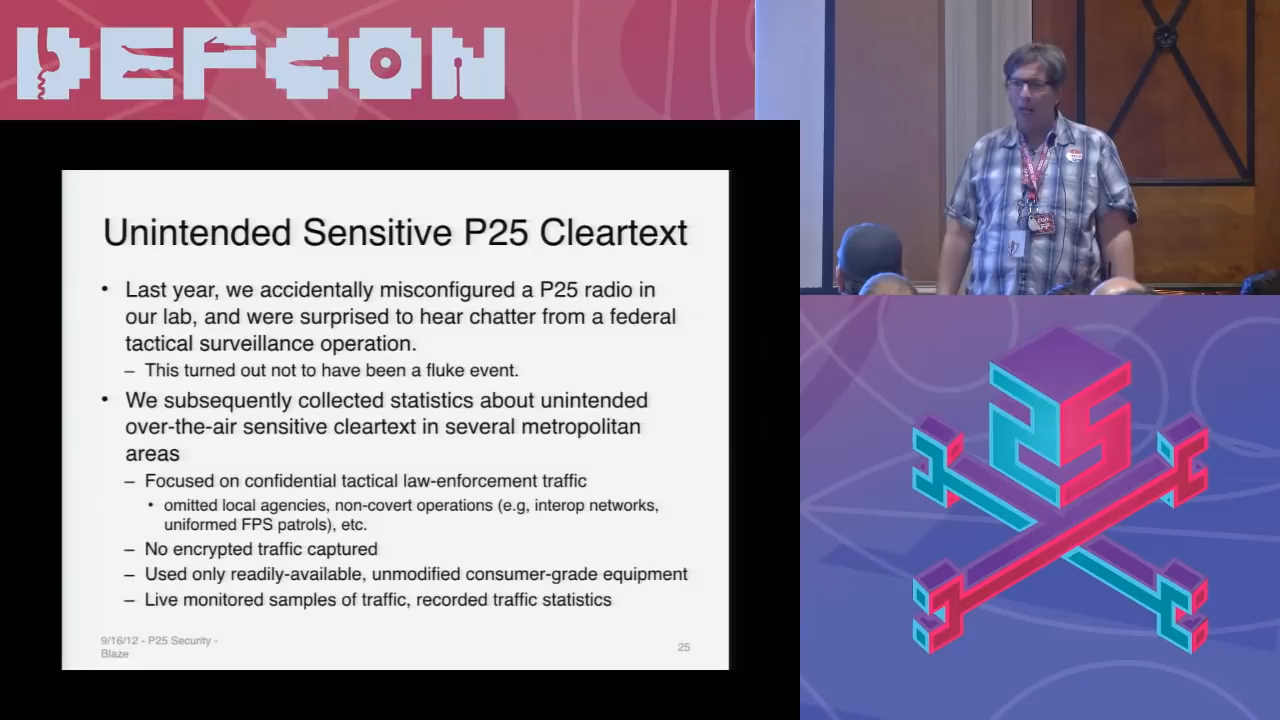 DEFCON
Unintended Sensitive P25 Cleartext
• Last year, we accidentally misconfigured a P25 radio in
our lab, and were surprised to hear chatter from a federal
tactical surveillance operation.
– This turned out not to have been a fluke event.
• We subsequently collected statistics about unintended
over-the-air sensitive cleartext in several metropolitan
areas
– Focused on confidential tactical law-enforcement traffic
• omitted local agencies, non-covert operations (e.g, interop networks,
uniformed FPS patrols), etc.
– No encrypted traffic captured
– Used only readily-available, unmodified consumer-grade equipment
– Live monitored samples of traffic, recorded traffic statistics
9/16/12 - P25 Security -
Blaze
25
25